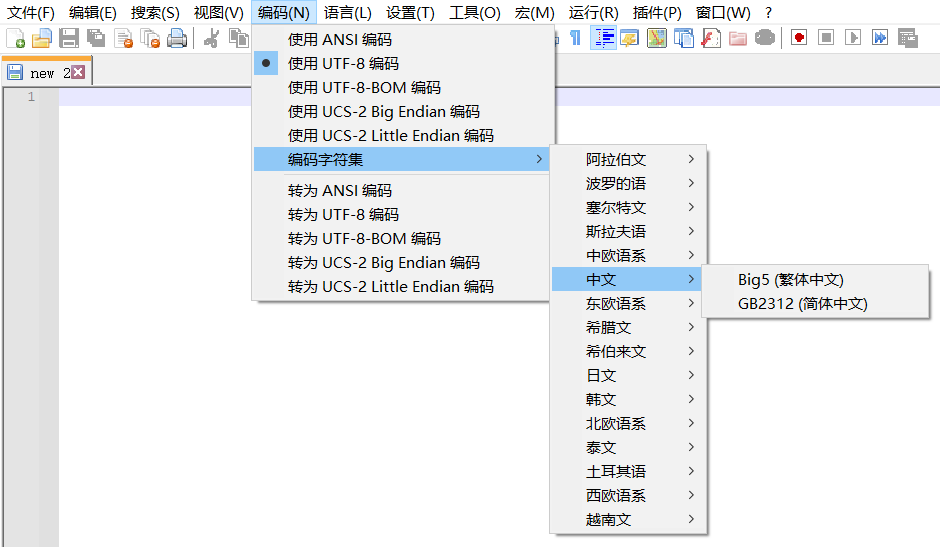 文件(F) 编辑(E) 搜索(S) 视图(V) 编码(N) 语言(L) 设置(T) 工具(O) 宏(M) 运行(R) 插件(P) 窗口(W) ?
new 2
1
使用 ANSI 编码
使用 UTF-8 编码
使用 UTF-8-BOM 编码
使用 UCS-2 Big Endian 编码
使用 UCS-2 Little Endian 编码
编码字符集
转为 ANSI 编码
转为 UTF-8 编码
转为 UTF-8-BOM 编码
转为 UCS-2 Big Endian 编码
转为 UCS-2 Little Endian 编码
阿拉伯文
波罗的语
塞尔特文
斯拉夫语
中欧语系
中文
东欧语系
希腊文
希伯来文
日文
韩文
北欧语系
泰文
土耳其语
西欧语系
越南文
Big5 (繁体中文)
GB2312 (简体中文)